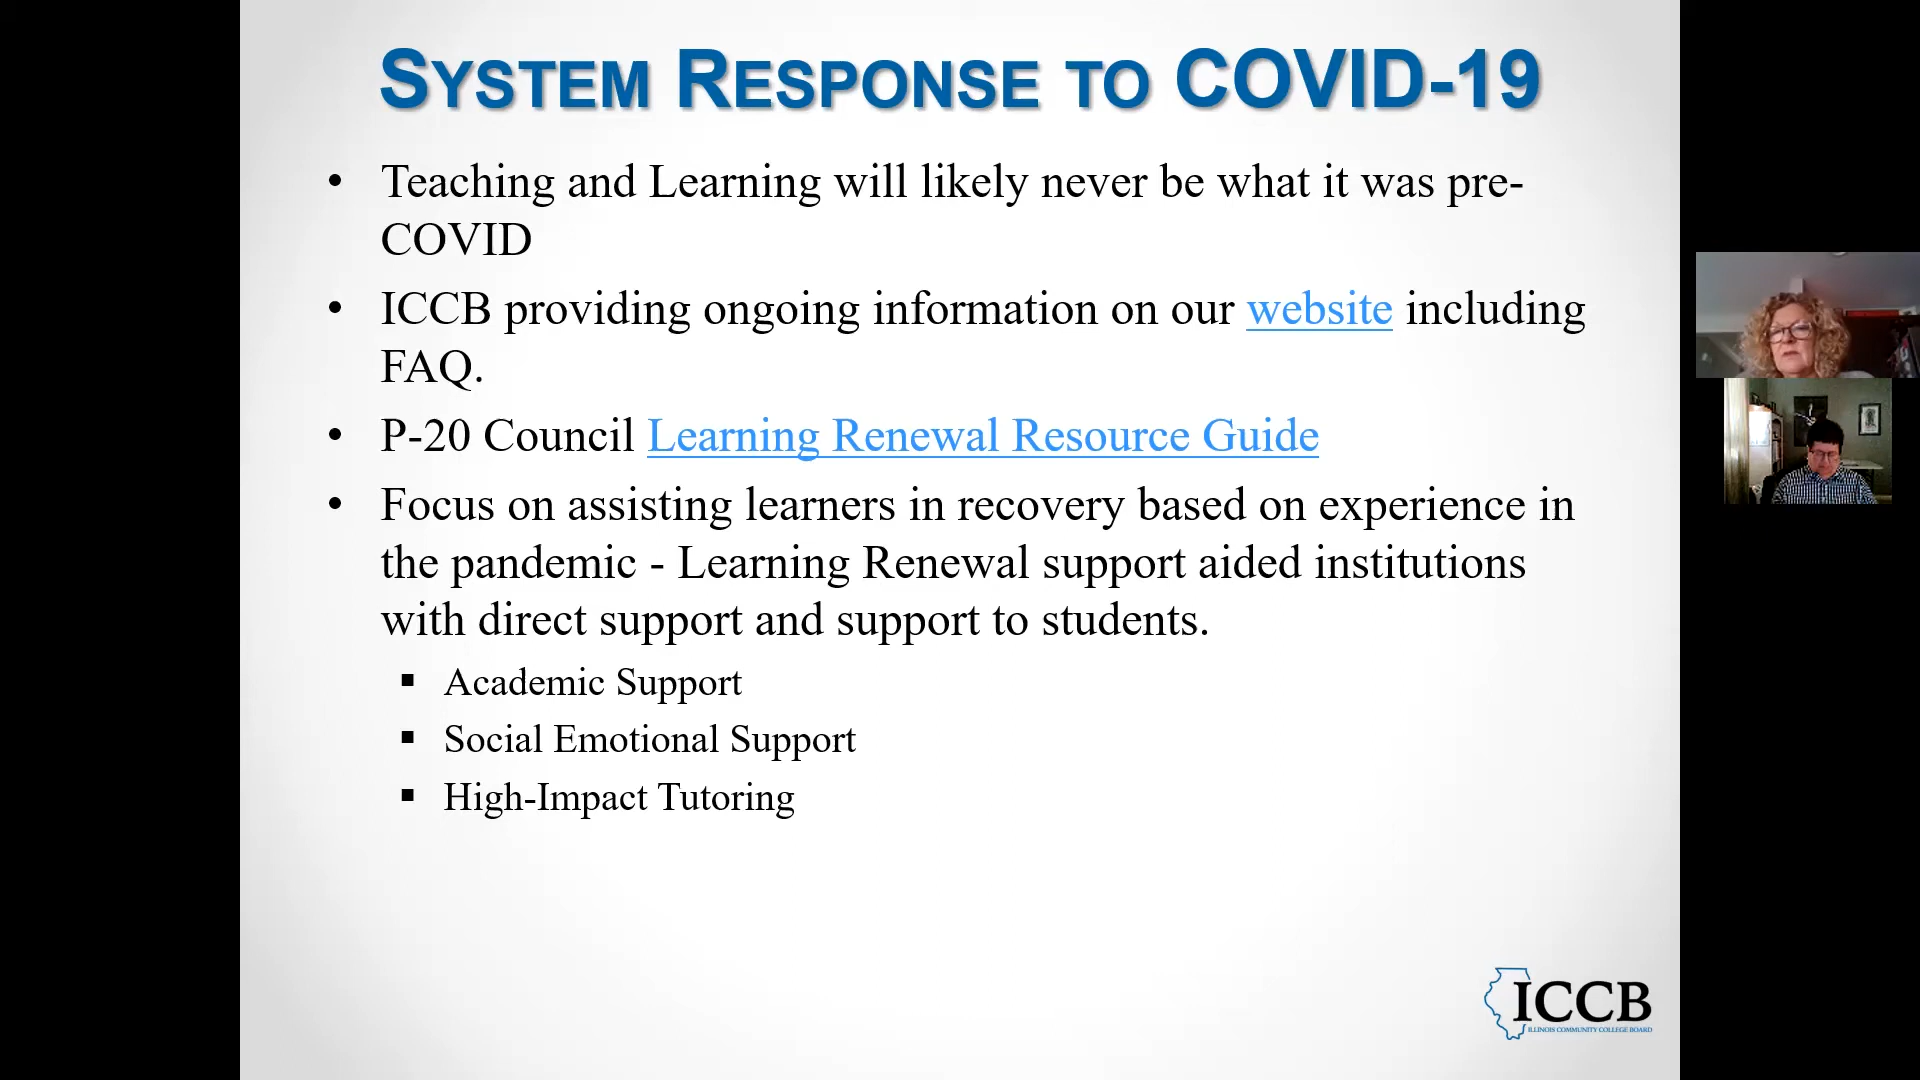 SYSTEM RESPONSE TO COVID-19
• Teaching and Learning will likely never be what it was pre-
COVID
• ICCB providing ongoing information on our website including
FAQ.
• P-20 Council Learning Renewal Resource Guide
• Focus on assisting learners in recovery based on experience in
the pandemic - Learning Renewal support aided institutions
with direct support and support to students.
▪ Academic Support
▪ Social Emotional Support
▪ High-Impact Tutoring
ICCB
ILLINOIS COMMUNITY COLLEGE BOARD